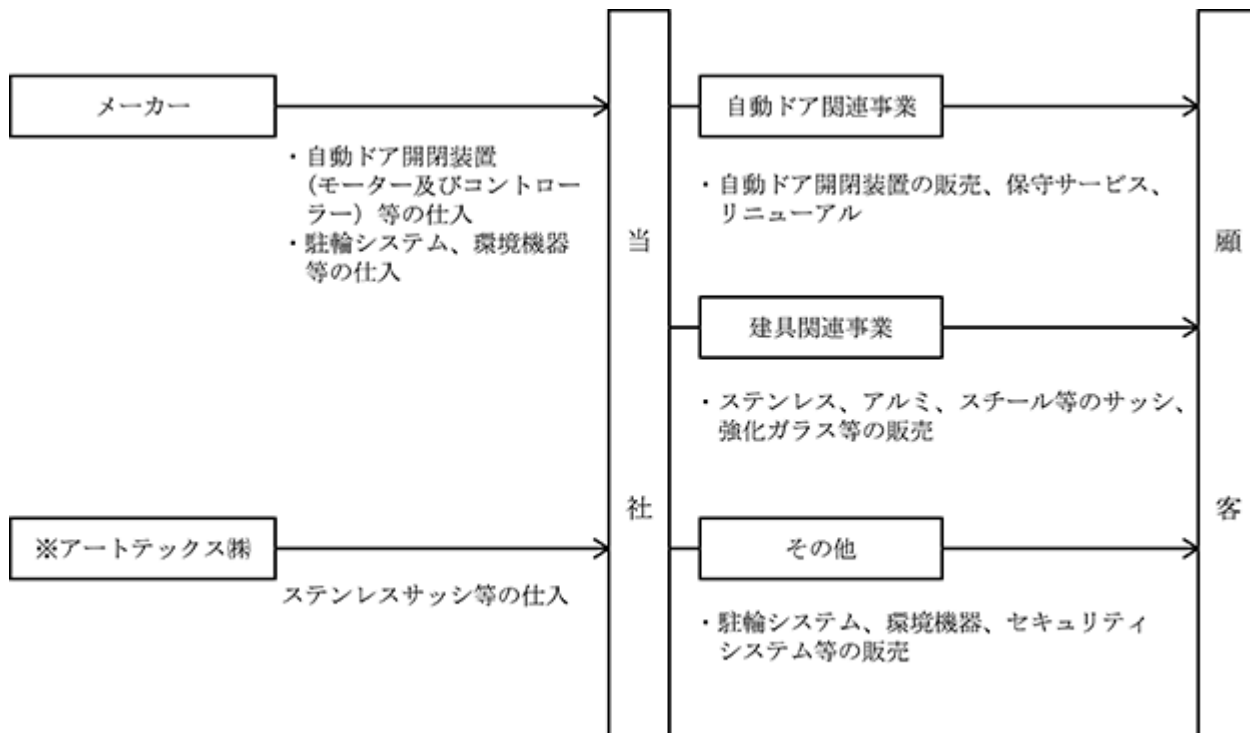 メーカー
・自動ドア開閉装置
(モーター及びコントロー
ラー) 等の仕入
・駐輪システム、環境機器
等の仕入
※アートテックス㈱
ステンレスサッシ等の仕入
当
社
自動ドア関連事業
・自動ドア開閉装置の販売、保守サービス、
リニューアル
建具関連事業
・ステンレス、アルミ、スチール等のサッシ、
強化ガラス等の販売
その他
・駐輪システム、環境機器、セキュリティ
システム等の販売
顧
客